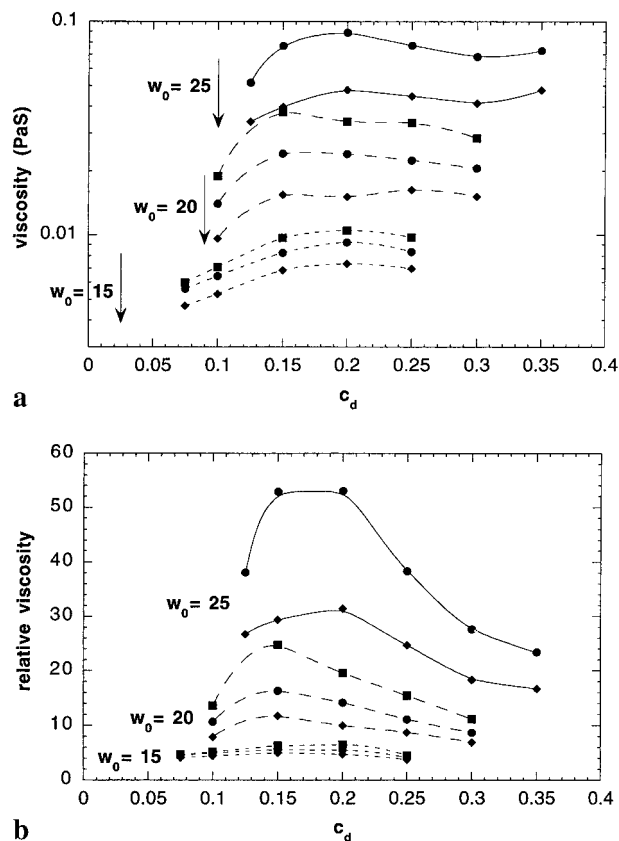 0.1
w0= 25
viscosity (PaS)
w0= 20
0.01
w0= 15
0 0.05 0.1 0.15 0.2 0.25 0.3 0.35 0.4
a
cd
60
50
40
relative viscosity
30
w0= 25
20
w0= 20
10
w0= 15
0
0 0.05 0.1 0.15 0.2 0.25 0.3 0.35 0.4
b
cd